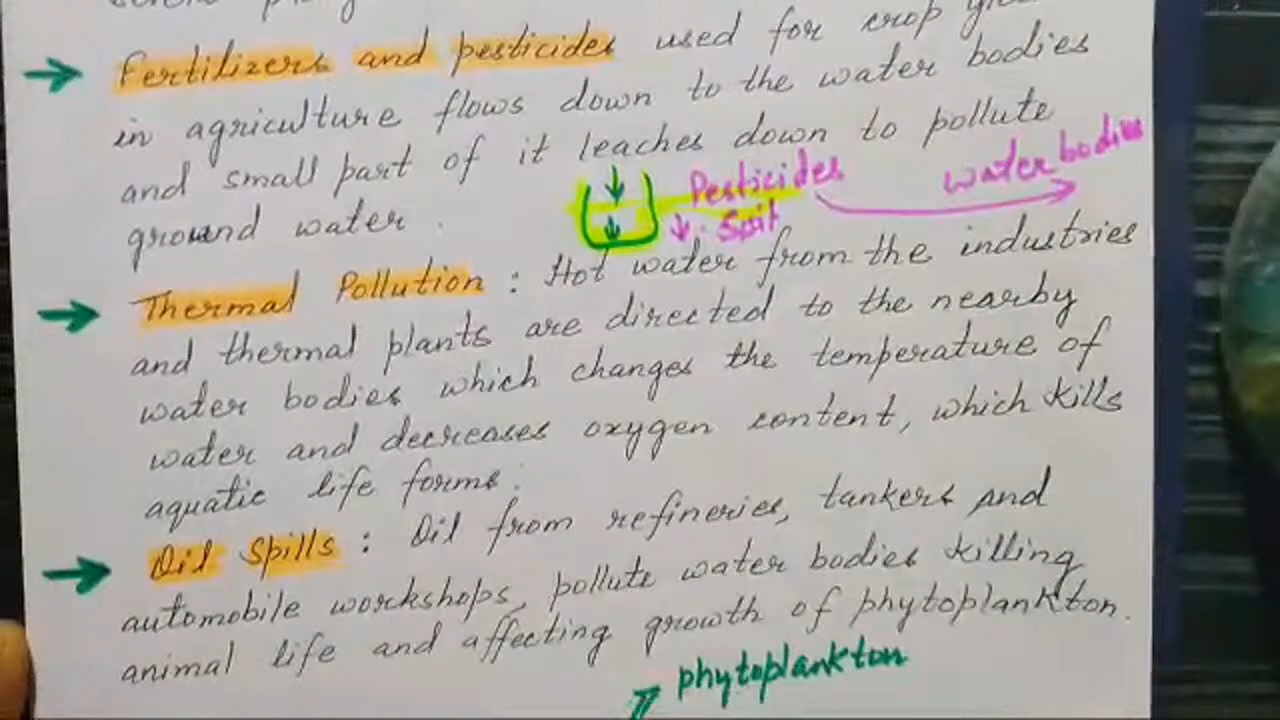 Fertilizers and pesticides used for crop
in agriculture flows down to the water bodies
and small part of it leaches down to pollute
ground water.
Pesticides
water bodies
Thermal Pollution : Hot water from the industries
and thermal plants are directed to the nearby
water bodies which changes the temperature of
water and decreases oxygen content, which kills
aquatic life forms.
Oil Spills : Oil from refineries, tankers and
automobile workshops, pollute water bodies killing
animal life and affecting growth of phytoplankton.
phytoplankton